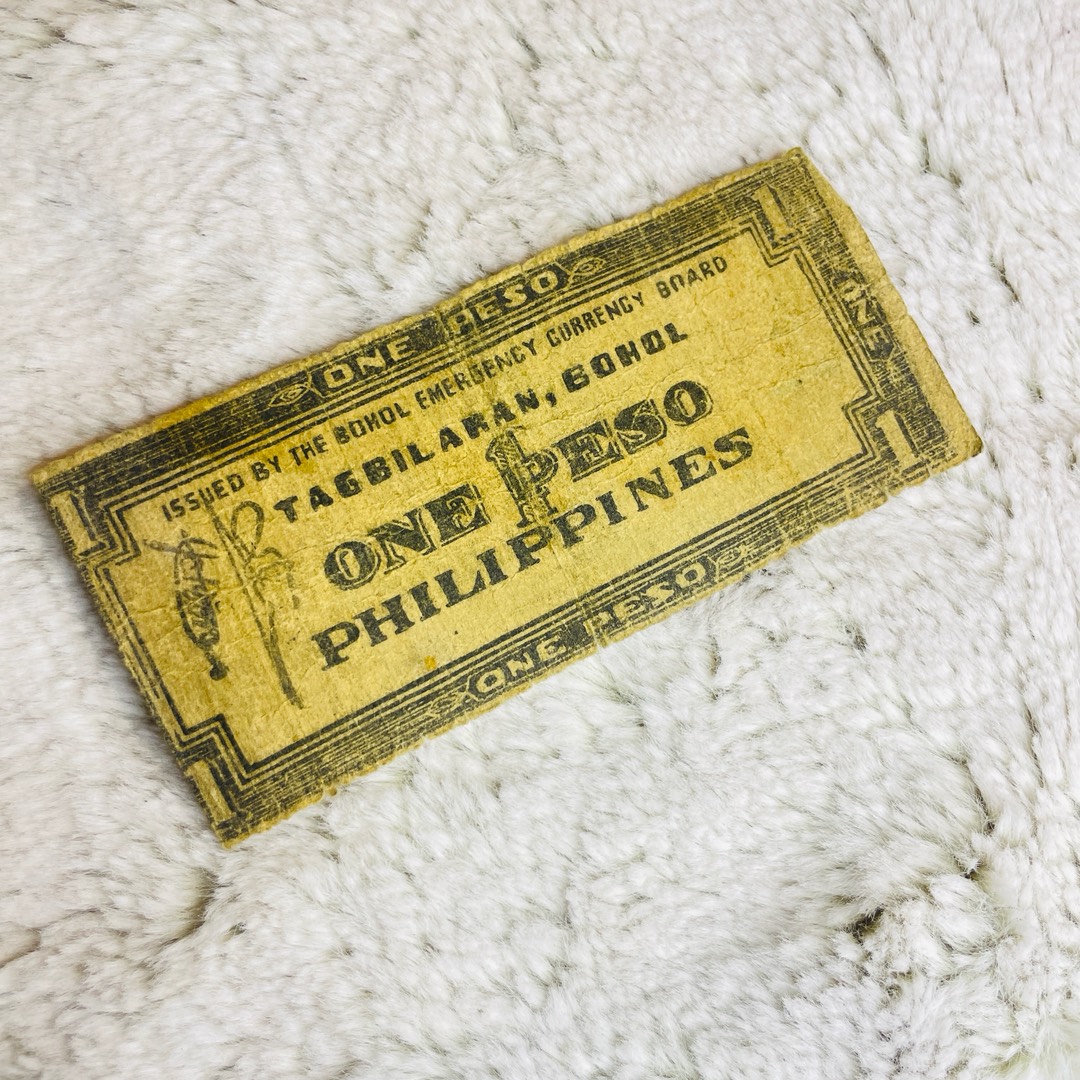 1 ONE PESO 1
ISSUED BY THE BOHOL EMERGENCY CURRENCY BOARD
TAGBILARAN, BOHOL
ONE PESO
PHILIPPINES
ONE
1 ONE PESO 1